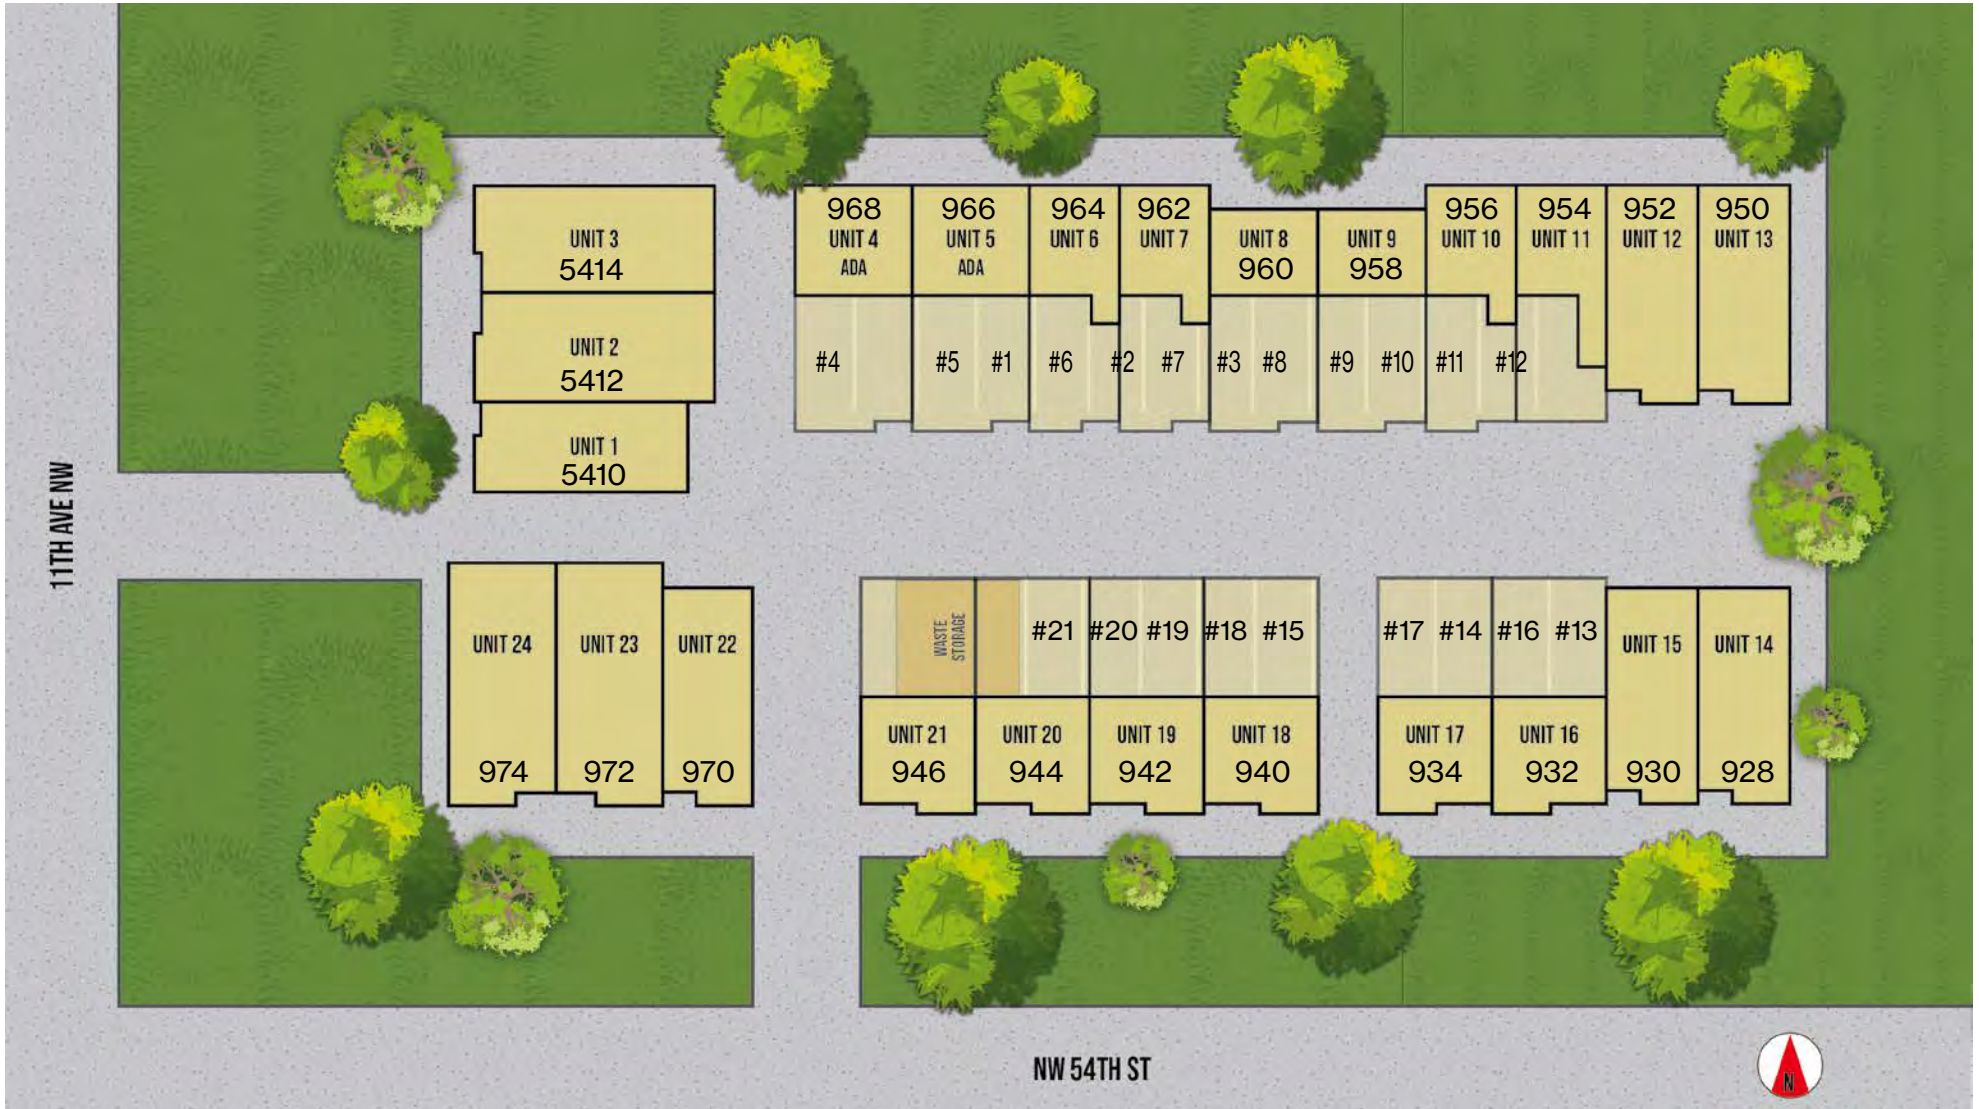 968
UNIT 4
ADA
966
UNIT 5
ADA
964
UNIT 6
962
UNIT 7
UNIT 8
960
UNIT 9
958
956
UNIT 10
954
UNIT 11
952
UNIT 12
950
UNIT 13
UNIT 3
5414
UNIT 2
5412
UNIT 1
5410
#4
#5
#1
#6
#2
#7
#3
#8
#9
#10
#11
#12
11TH AVE NW
UNIT 24
974
UNIT 23
972
UNIT 22
970
WASTE
STORAGE
#21
#20
#19
#18
#15
#17
#14
#16
#13
UNIT 21
946
UNIT 20
944
UNIT 19
942
UNIT 18
940
UNIT 17
934
UNIT 16
932
UNIT 15
930
UNIT 14
928
NW 54TH ST
N